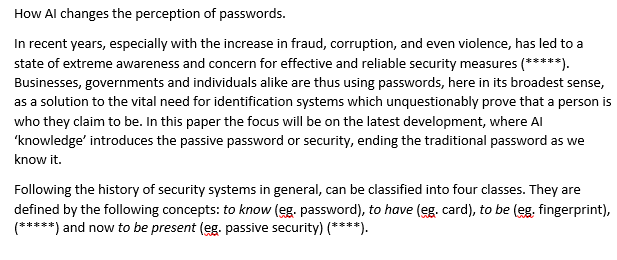 How AI changes the perception of passwords.
In recent years, especially with the increase in fraud, corruption, and even violence, has led to a
state of extreme awareness and concern for effective and reliable security measures (*****).
Businesses, governments and individuals alike are thus using passwords, here in its broadest sense,
as a solution to the vital need for identification systems which unquestionably prove that a person is
who they claim to be. In this paper the focus will be on the latest development, where AI
‘knowledge’ introduces the passive password or security, ending the traditional password as we
know it.
Following the history of security systems in general, can be classified into four classes. They are
defined by the following concepts: to know (eg. password), to have (eg. card), to be (eg. fingerprint),
(*****) and now to be present (eg. passive security) (****).